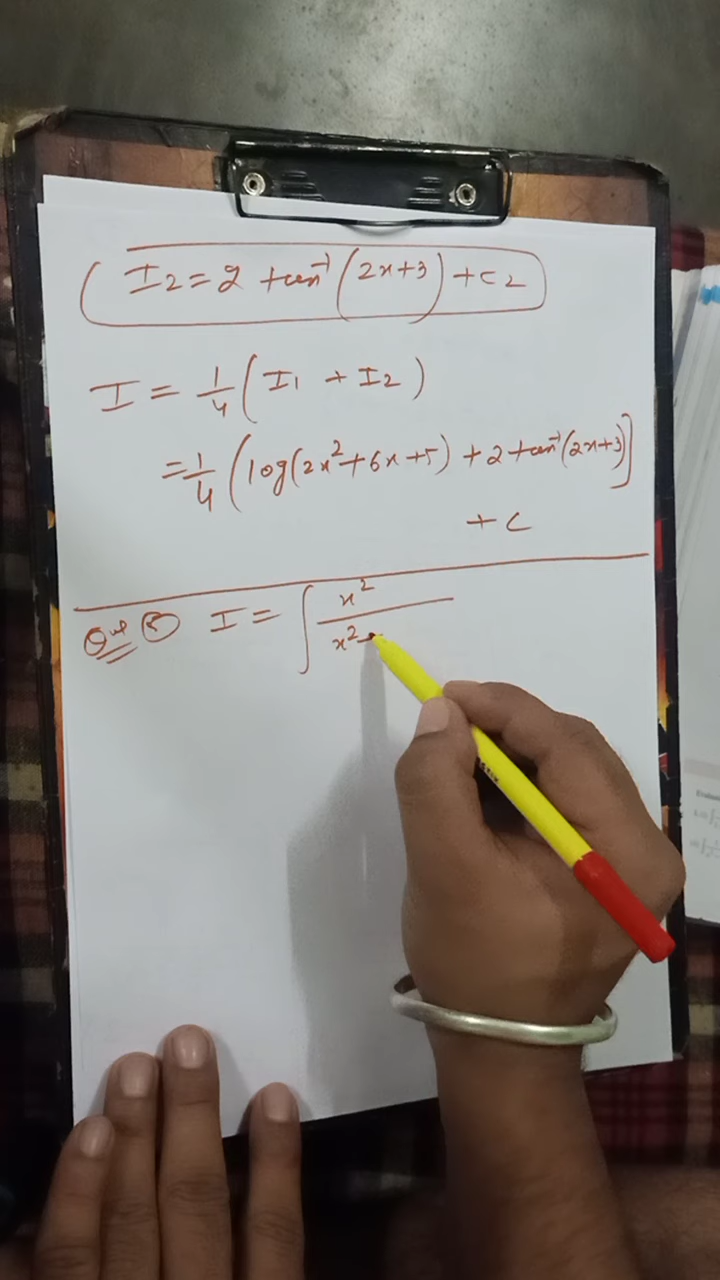 I2 = 2 tan⁻¹ (2x+3) + C2
I = 1/4 (I1 + I2)
= 1/4 (log(2x²+6x+5) + 2 tan⁻¹(2x+3)]
+ C
Que 5 I = ∫ x² / x² -